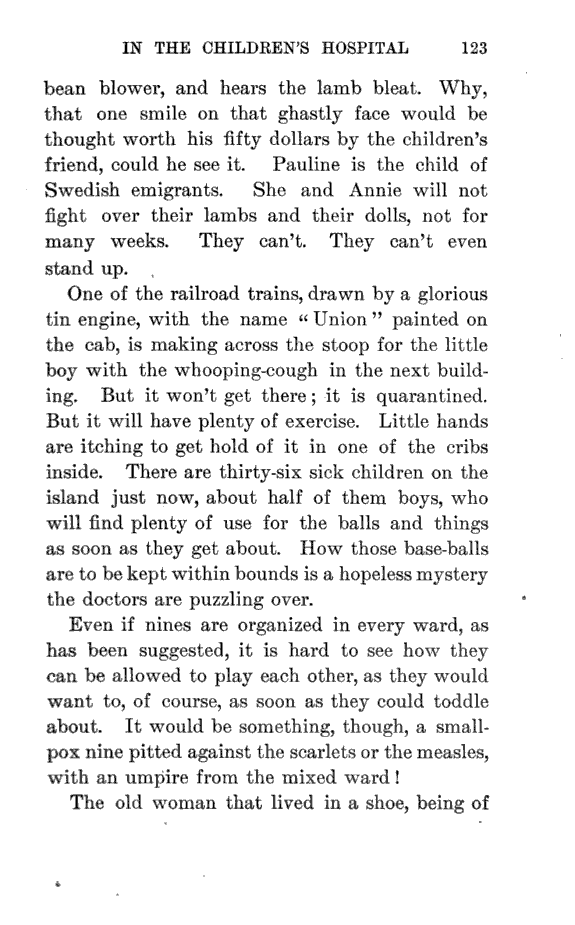 IN THE CHILDREN'S HOSPITAL 123
bean blower, and hears the lamb bleat. Why,
that one smile on that ghastly face would be
thought worth his fifty dollars by the children's
friend, could he see it. Pauline is the child of
Swedish emigrants. She and Annie will not
fight over their lambs and their dolls, not for
many weeks. They can't. They can't even
stand up.
One of the railroad trains, drawn by a glorious
tin engine, with the name "Union" painted on
the cab, is making across the stoop for the little
boy with the whooping-cough in the next build-
ing. But it won't get there; it is quarantined.
But it will have plenty of exercise. Little hands
are itching to get hold of it in one of the cribs
inside. There are thirty-six sick children on the
island just now, about half of them boys, who
will find plenty of use for the balls and things
as soon as they get about. How those base-balls
are to be kept within bounds is a hopeless mystery
the doctors are puzzling over.
Even if nines are organized in every ward, as
has been suggested, it is hard to see how they
can be allowed to play each other, as they would
want to, of course, as soon as they could toddle
about. It would be something, though, a small-
pox nine pitted against the scarlets or the measles,
with an umpire from the mixed ward!
The old woman that lived in a shoe, being of